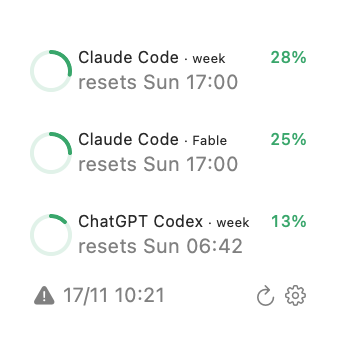 Claude Code · week 28%
resets Sun 17:00
Claude Code · Fable 25%
resets Sun 17:00
ChatGPT Codex · week 13%
resets Sun 06:42
17/11 10:21